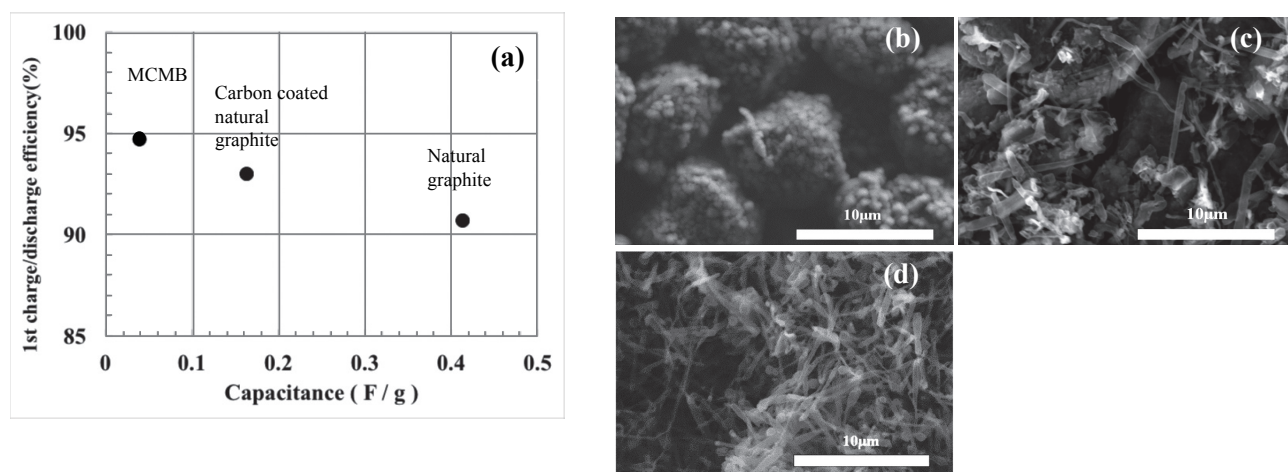 100
95
90
85
1st charge/discharge efficiency(%)
(a)
MCMB
Carbon coated
natural
graphite
Natural
graphite
0 0.1 0.2 0.3 0.4 0.5
Capacitance ( F / g )
(b)
10μm
(c)
10μm
(d)
10μm